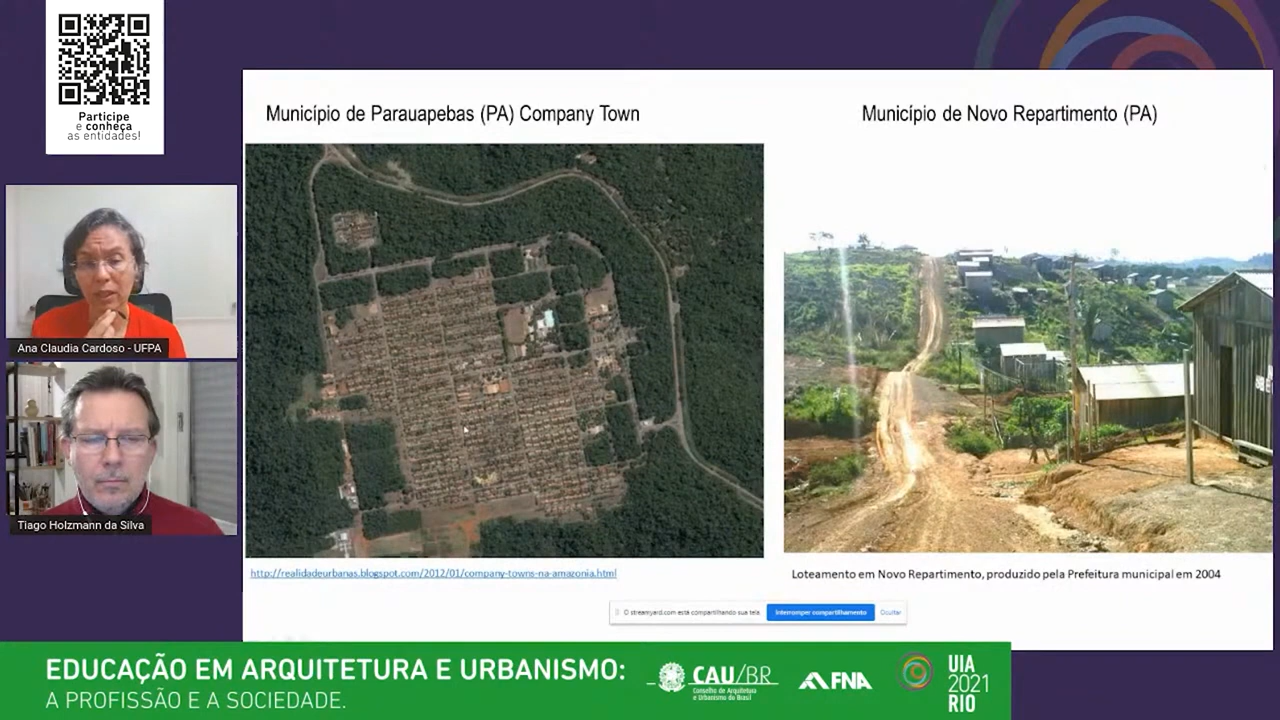 Participe
e conheça
as entidades!
Município de Parauapebas (PA) Company Town
Município de Novo Repartimento (PA)
Ana Claudia Cardoso - UFPA
Tiago Holzmann da Silva
http://realidadeurbanas.blogspot.com/2012/01/company-towns-na-amazonia.html
Loteamento em Novo Repartimento, produzido pela Prefeitura municipal em 2004
O streamyard.com está compartilhando sua tela
Interromper compartilhamento
Ocultar
EDUCAÇÃO EM ARQUITETURA E URBANISMO:
A PROFISSÃO E A SOCIEDADE.
CAU/BR
Conselho de Arquitetura
e Urbanismo do Brasil
FNA
UIA
2021
RIO